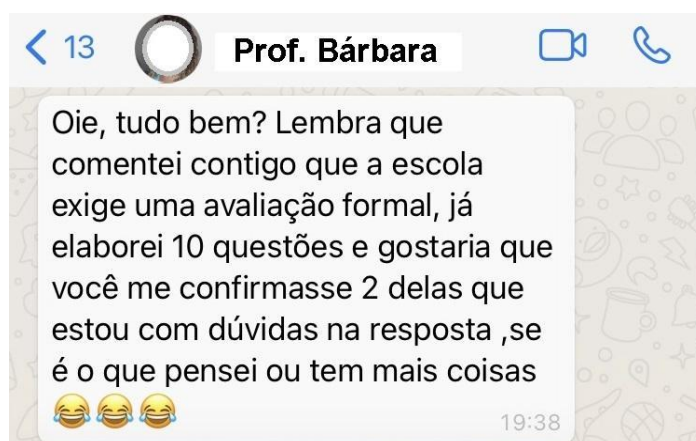 13 Prof. Bárbara
Oie, tudo bem? Lembra que
comentei contigo que a escola
exige uma avaliação formal, já
elaborei 10 questões e gostaria que
você me confirmasse 2 delas que
estou com dúvidas na resposta ,se
é o que pensei ou tem mais coisas
😂😂😂 19:38